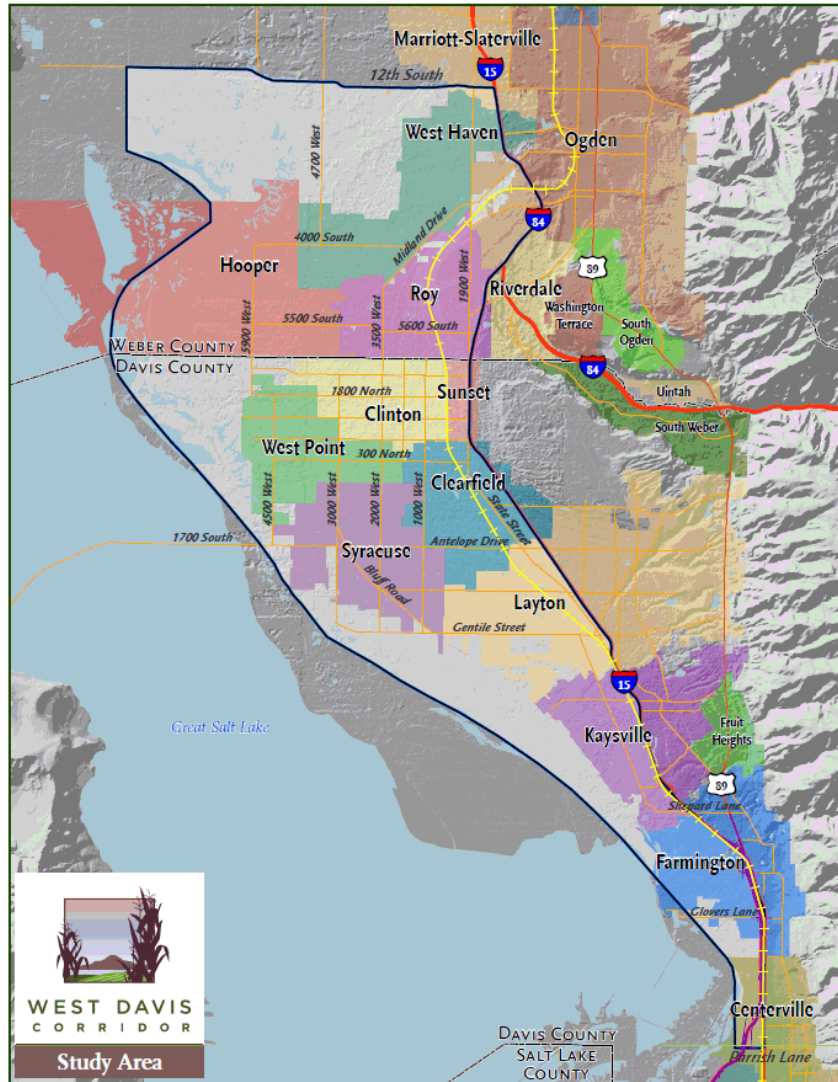 Marriott-Slaterville
15
12th South
West Haven
Ogden
4700 West
Midland Drive
84
4000 South
Hooper
1900 West
89
Roy
Riverdale
Washington
Terrace
South
Ogden
5500 South
3500 West
5600 South
5900 West
WEBER COUNTY
DAVIS COUNTY
84
Sunset
Uintah
1800 North
Clinton
South Weber
West Point
300 North
Clearfield
4500 West
3000 West
2000 West
1000 West
State Street
1700 South
Syracuse
Antelope Drive
Bluff Road
Layton
Gentile Street
15
Great Salt Lake
Kaysville
Fruit
Heights
89
Shepard Lane
Farmington
Glovers Lane
WEST DAVIS
CORRIDOR
Study Area
Centerville
DAVIS COUNTY
SALT LAKE
COUNTY
Parrish Lane